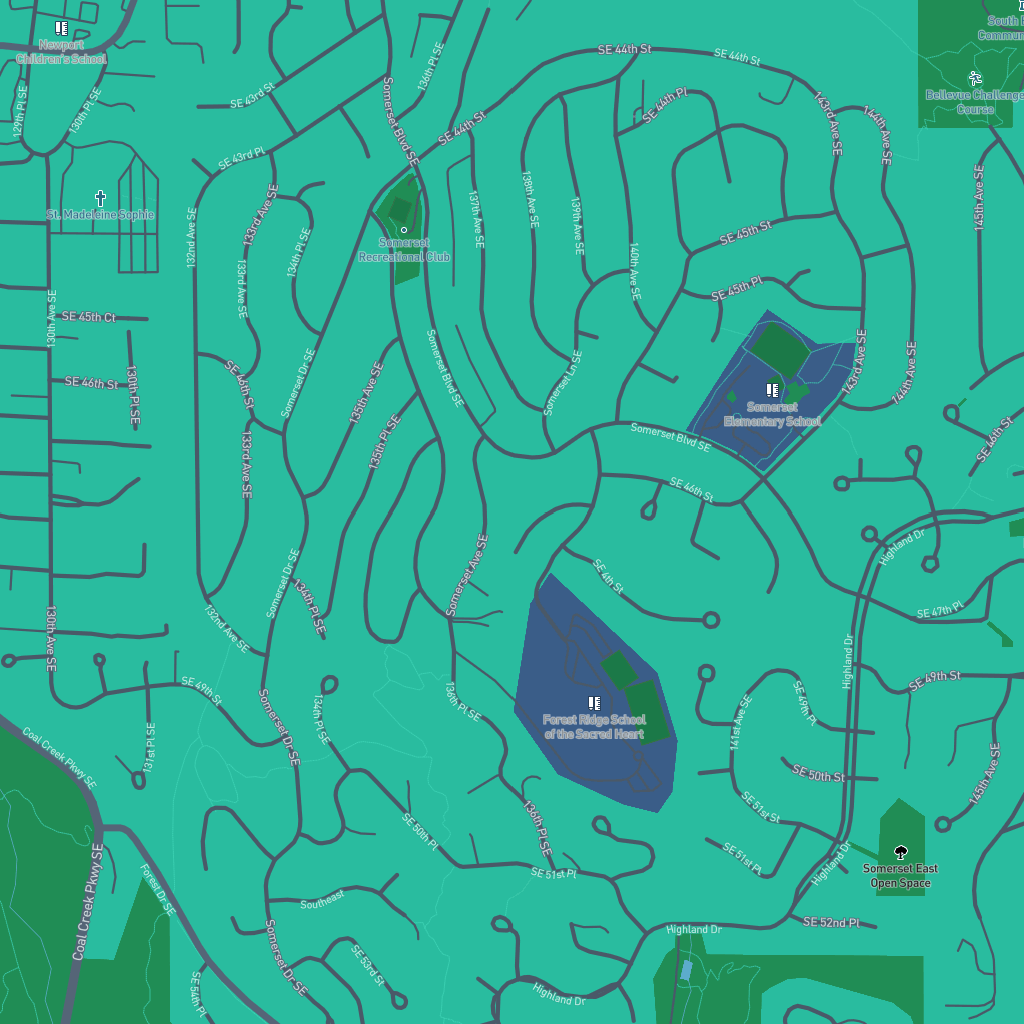 South
Commun
Newport
Children's School
136th Pl SE
SE 44th St
SE 44th St
Bellevue Challenge
Course
129th Pl SE
130th Pl SE
SE 43rd St
Somerset Blvd SE
SE 44th St
SE 44th Pl
143rd Ave SE
144th Ave SE
SE 43rd Pl
St. Madeleine Sophie
132nd Ave SE
133rd Ave SE
134th Pl SE
137th Ave SE
138th Ave SE
139th Ave SE
140th Ave SE
SE 45th St
145th Ave SE
Somerset
Recreational Club
133rd Ave SE
SE 45th Pl
130th Ave SE
SE 45th Ct
SE 46th St
130th Pl SE
SE 46th St
Somerset Dr SE
135th Ave SE
Somerset Blvd SE
Somerset Ln SE
143rd Ave SE
144th Ave SE
Somerset
Elementary School
133rd Ave SE
135th Pl SE
Somerset Blvd SE
SE 46th St
SE 46th St
Highland Dr
Somerset Dr SE
134th Pl SE
Somerset Ave SE
SE 4th St
SE 47th Pl
130th Ave SE
132nd Ave SE
Highland Dr
SE 49th St
SE 49th St
SE 49th Pl
Somerset Dr SE
134th Pl SE
136th Pl SE
Forest Ridge School
of the Sacred Heart
141st Ave SE
131st Pl SE
Coal Creek Pkwy SE
SE 50th St
145th Ave SE
SE 50th Pl
136th Pl SE
SE 51st St
SE 51st Pl
SE 51st Pl
Highland Dr
Somerset East
Open Space
Coal Creek Pkwy SE
Forest Dr SE
Southeast
SE 52nd Pl
Highland Dr
Somerset Dr SE
SE 53rd St
SE 54th Pl
Highland Dr